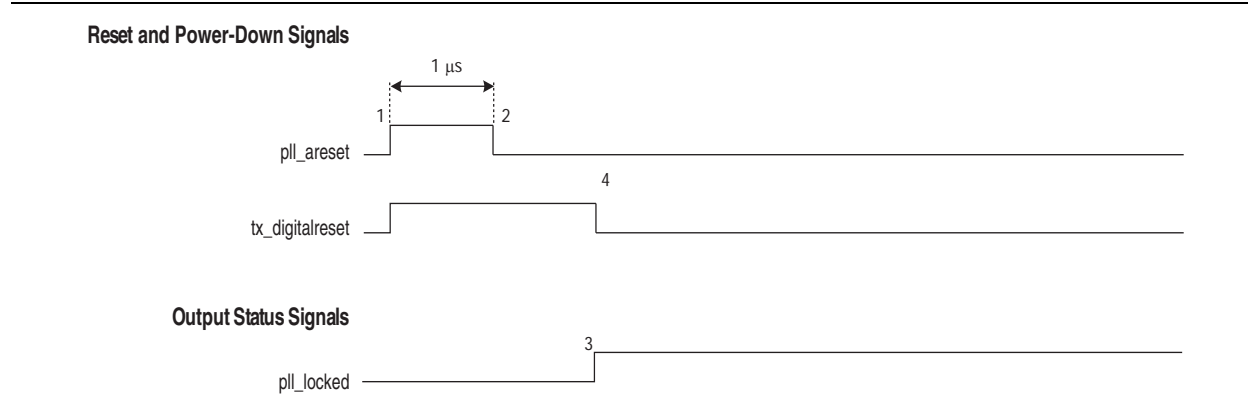 Reset and Power-Down Signals
1 μs
1
2
pll_areset
4
tx_digitalreset
Output Status Signals
3
pll_locked